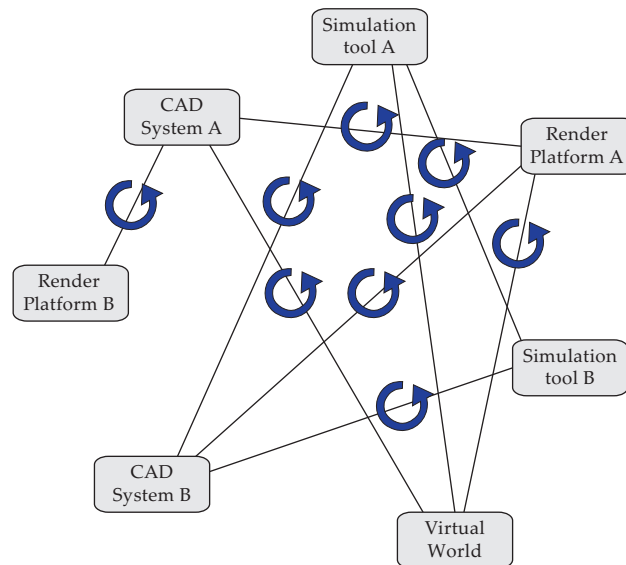 Simulation
tool A
CAD
System A
Render
Platform A
Render
Platform B
Simulation
tool B
CAD
System B
Virtual
World